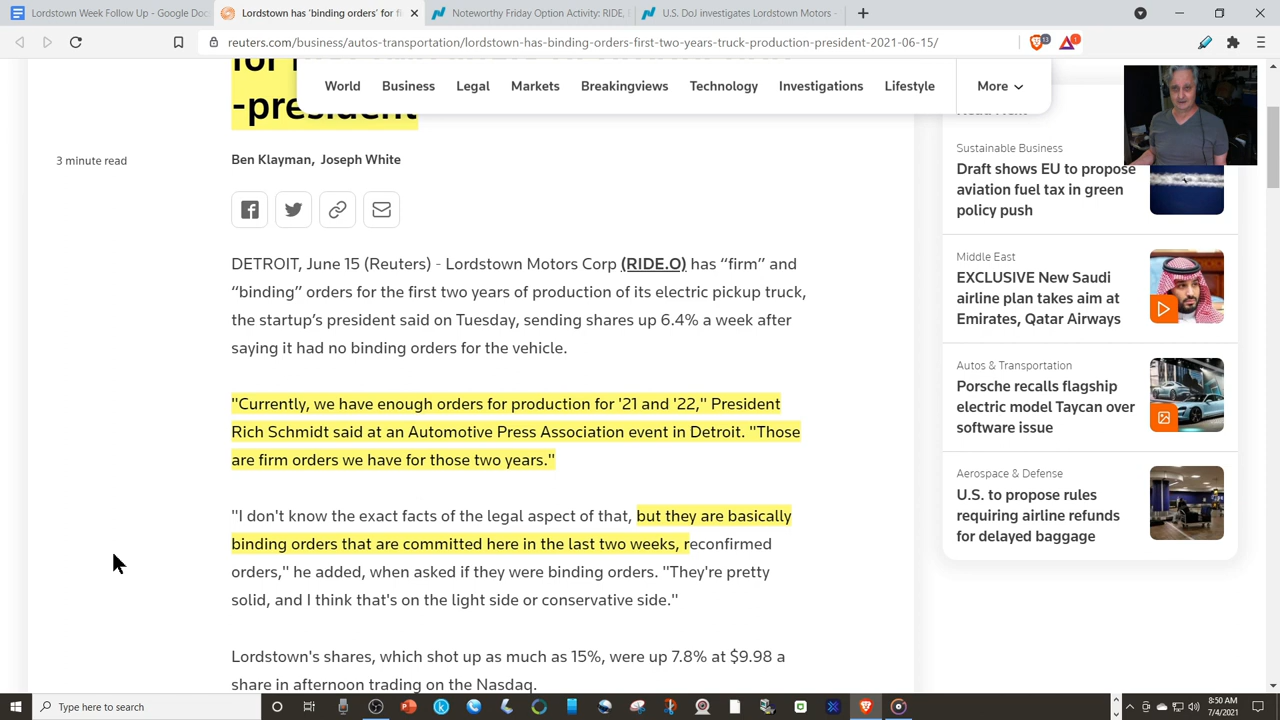 Lordstown Week Follow Up - Google Doc
Lordstown has 'binding orders' for fi
Noteworthy Friday Option Activity: RIDE,
U.S. DoJ investigates Lordstown Motors -
reuters.com/business/autos-transportation/lordstown-has-binding-orders-first-two-years-truck-production-president-2021-06-15/
World
Business
Legal
Markets
Breakingviews
Technology
Investigations
Lifestyle
More
-president
3 minute read
Ben Klayman, Joseph White
DETROIT, June 15 (Reuters) - Lordstown Motors Corp (RIDE.O) has “firm” and
“binding” orders for the first two years of production of its electric pickup truck,
the startup’s president said on Tuesday, sending shares up 6.4% a week after
saying it had no binding orders for the vehicle.
"Currently, we have enough orders for production for '21 and '22," President
Rich Schmidt said at an Automotive Press Association event in Detroit. "Those
are firm orders we have for those two years."
"I don't know the exact facts of the legal aspect of that, but they are basically
binding orders that are committed here in the last two weeks, reconfirmed
orders," he added, when asked if they were binding orders. "They're pretty
solid, and I think that's on the light side or conservative side."
Lordstown's shares, which shot up as much as 15%, were up 7.8% at $9.98 a
share in afternoon trading on the Nasdaq.
Sustainable Business
Draft shows EU to propose
aviation fuel tax in green
policy push
Middle East
EXCLUSIVE New Saudi
airline plan takes aim at
Emirates, Qatar Airways
Autos & Transportation
Porsche recalls flagship
electric model Taycan over
software issue
Aerospace & Defense
U.S. to propose rules
requiring airline refunds
for delayed baggage
Type here to search
8:50 AM
7/4/2021